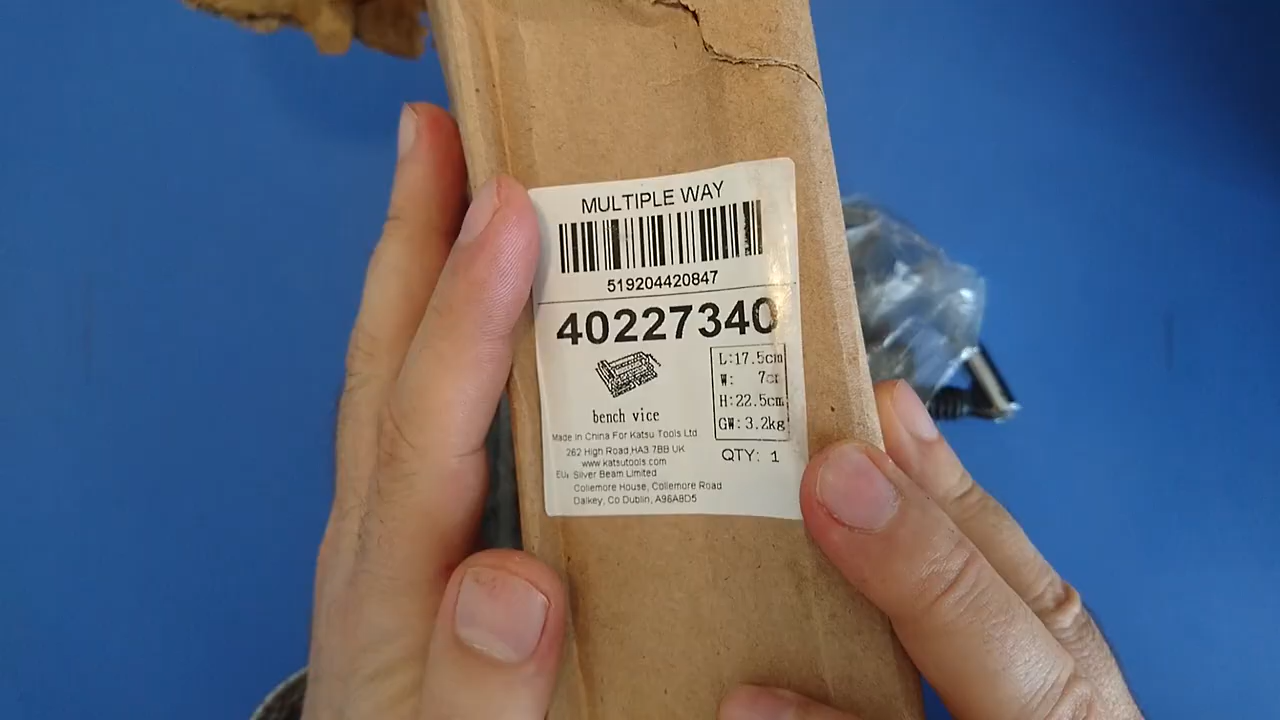 MULTIPLE WAY
519204420847
40227340
L:17.5cm
W: 7cm
H:22.5cm
GW:3.2kg
bench vice
QTY: 1
Made In China For Katsu Tools Ltd
262 High Road,HA3 7BB UK
www.katsutools.com
EU: Silver Beam Limited
Collemore House, Collemore Road
Dalkey, Co Dublin, A96A8D5